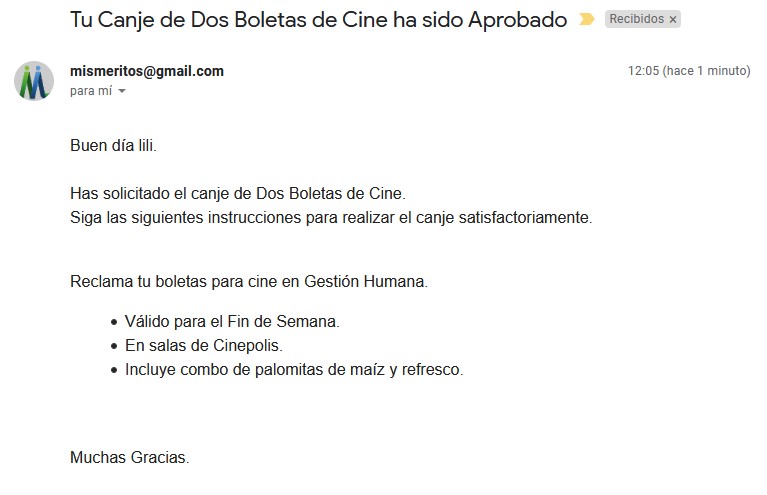 Tu Canje de Dos Boletas de Cine ha sido Aprobado Recibidos x
mismeritos@gmail.com 12:05 (hace 1 minuto)
para mí
Buen día lili.
Has solicitado el canje de Dos Boletas de Cine.
Siga las siguientes instrucciones para realizar el canje satisfactoriamente.
Reclama tu boletas para cine en Gestión Humana.
• Válido para el Fin de Semana.
• En salas de Cinepolis.
• Incluye combo de palomitas de maíz y refresco.
Muchas Gracias.